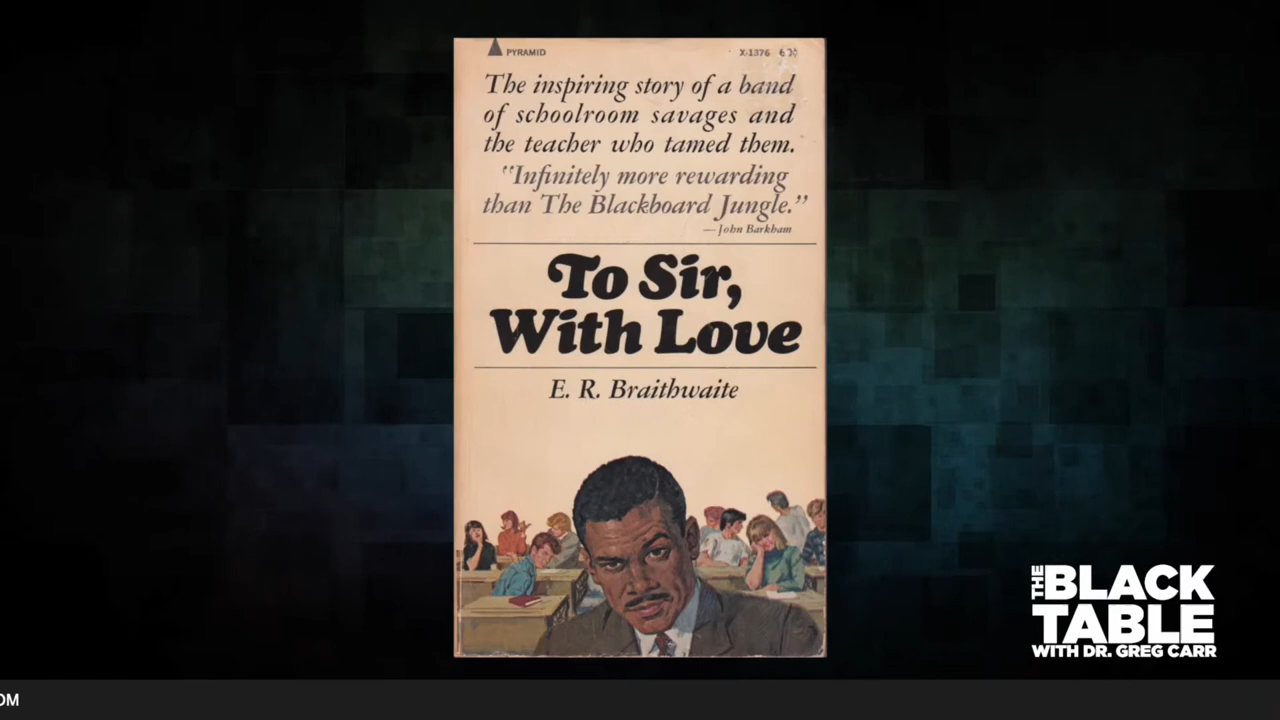 PYRAMID
X-1376
The inspiring story of a band
of schoolroom savages and
the teacher who tamed them.
"Infinitely more rewarding
than The Blackboard Jungle."
—John Barkham
To Sir,
With Love
E. R. Braithwaite
THE
BLACK
TABLE
WITH DR. GREG CARR
OM